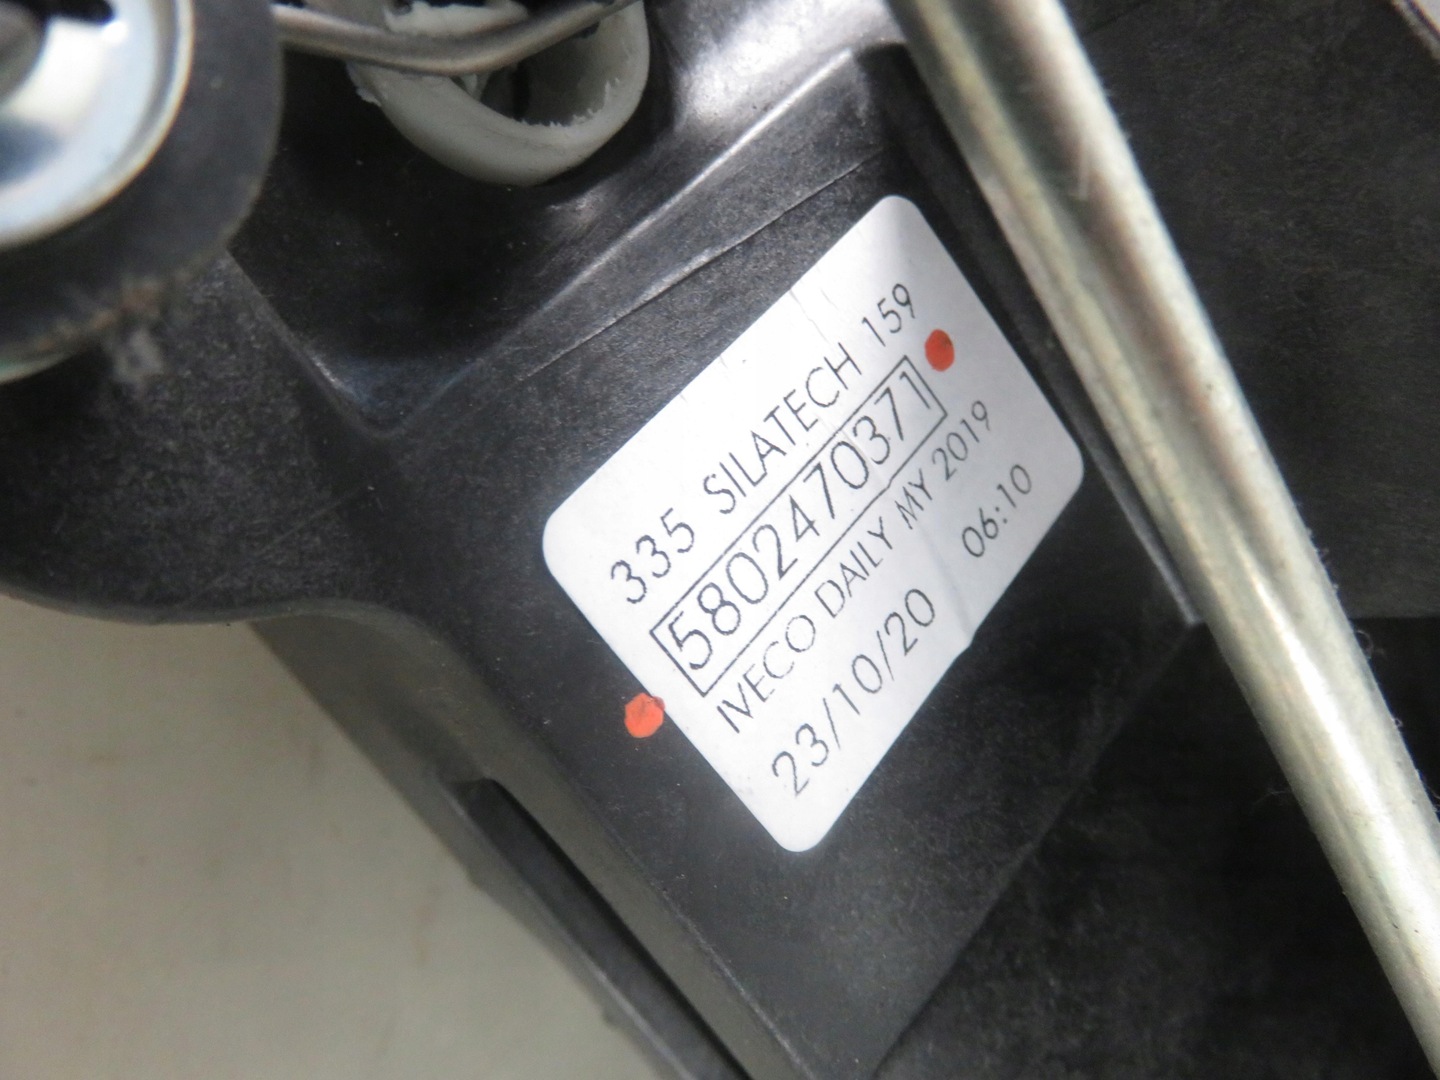 335 SILATECH 159
5802470371
IVECO DAILY MY 2019
23/10/20 06:10